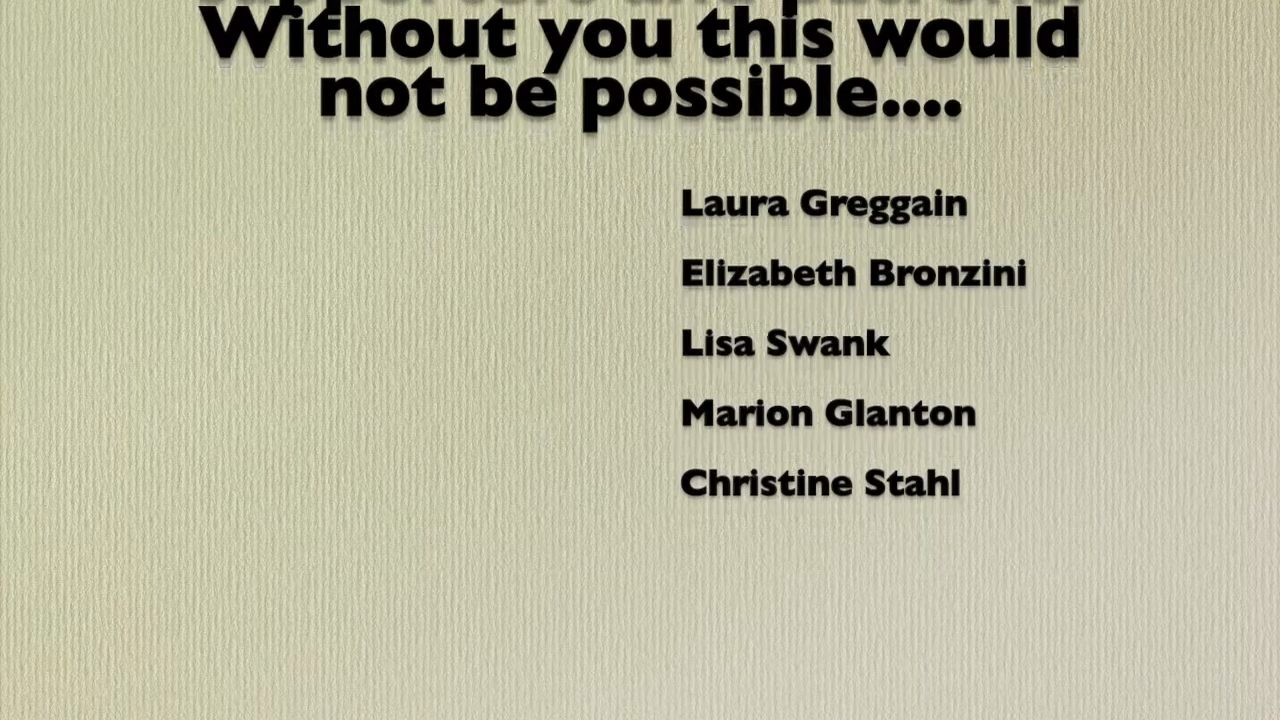 Without you this would
not be possible....
Laura Greggain
Elizabeth Bronzini
Lisa Swank
Marion Glanton
Christine Stahl